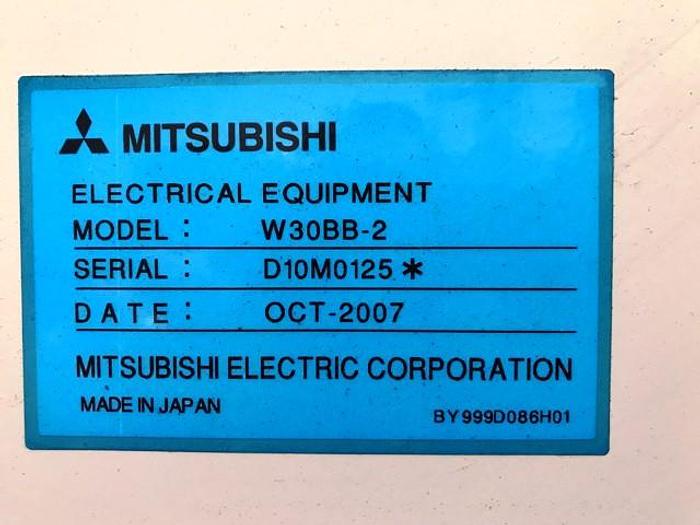 MITSUBISHI
ELECTRICAL EQUIPMENT
MODEL : W30BB-2
SERIAL : D10M0125*
DATE : OCT-2007
MITSUBISHI ELECTRIC CORPORATION
MADE IN JAPAN BY999D086H01